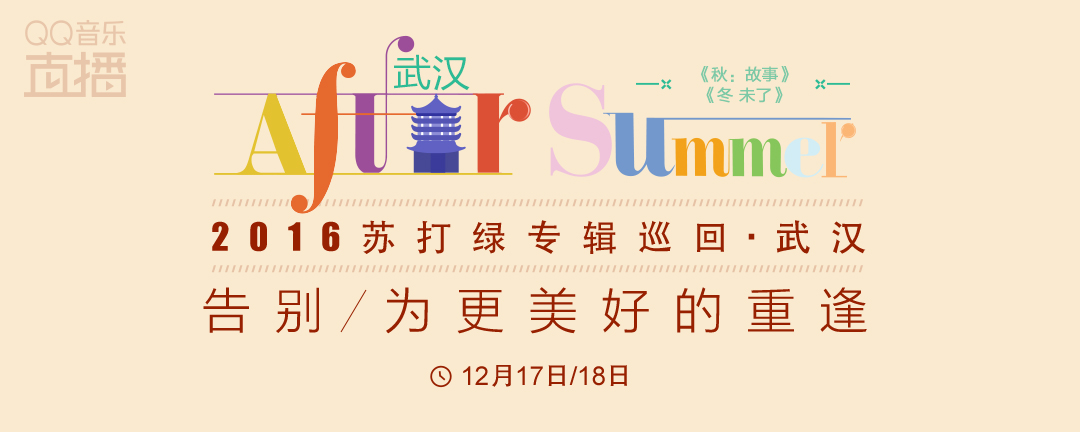 QQ音乐
直播
武汉
After Summer
《秋：故事》
《冬 未了》
2016苏打绿专辑巡回·武汉
告别/为更美好的重逢
12月17日/18日